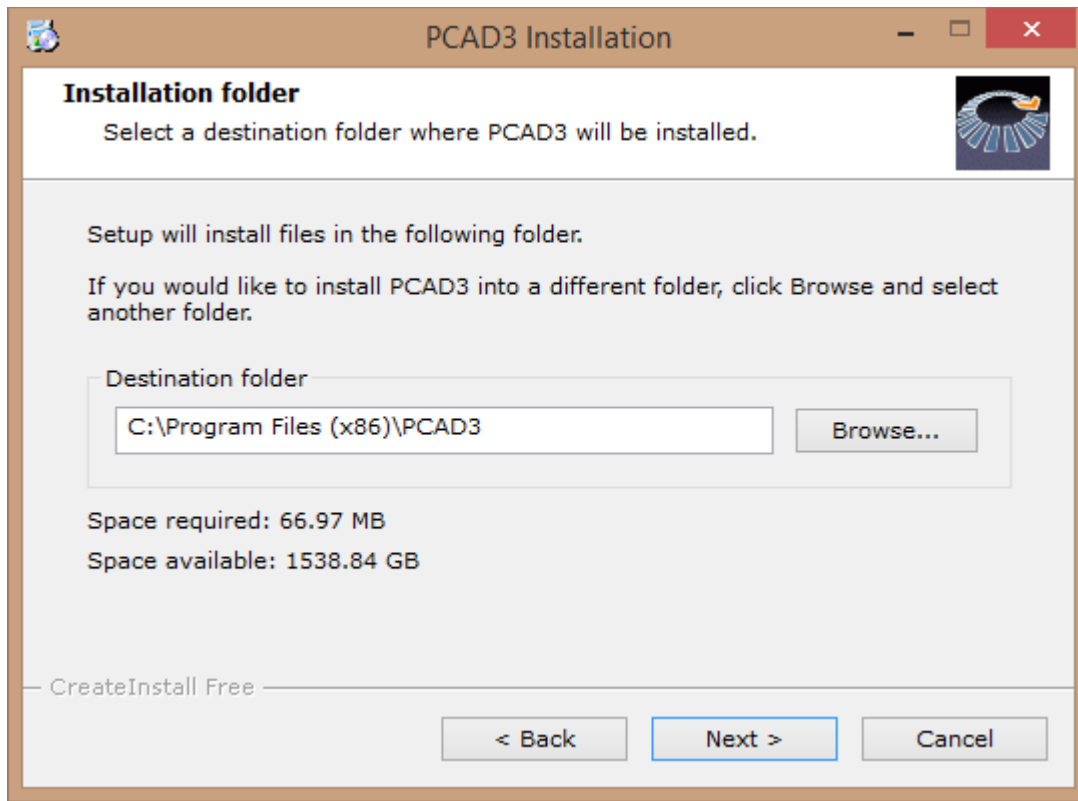 PCAD3 Installation
Installation folder
Select a destination folder where PCAD3 will be installed.
Setup will install files in the following folder.
If you would like to install PCAD3 into a different folder, click Browse and select
another folder.
Destination folder
C:\Program Files (x86)\PCAD3
Browse...
Space required: 66.97 MB
Space available: 1538.84 GB
CreateInstall Free
< Back
Next >
Cancel